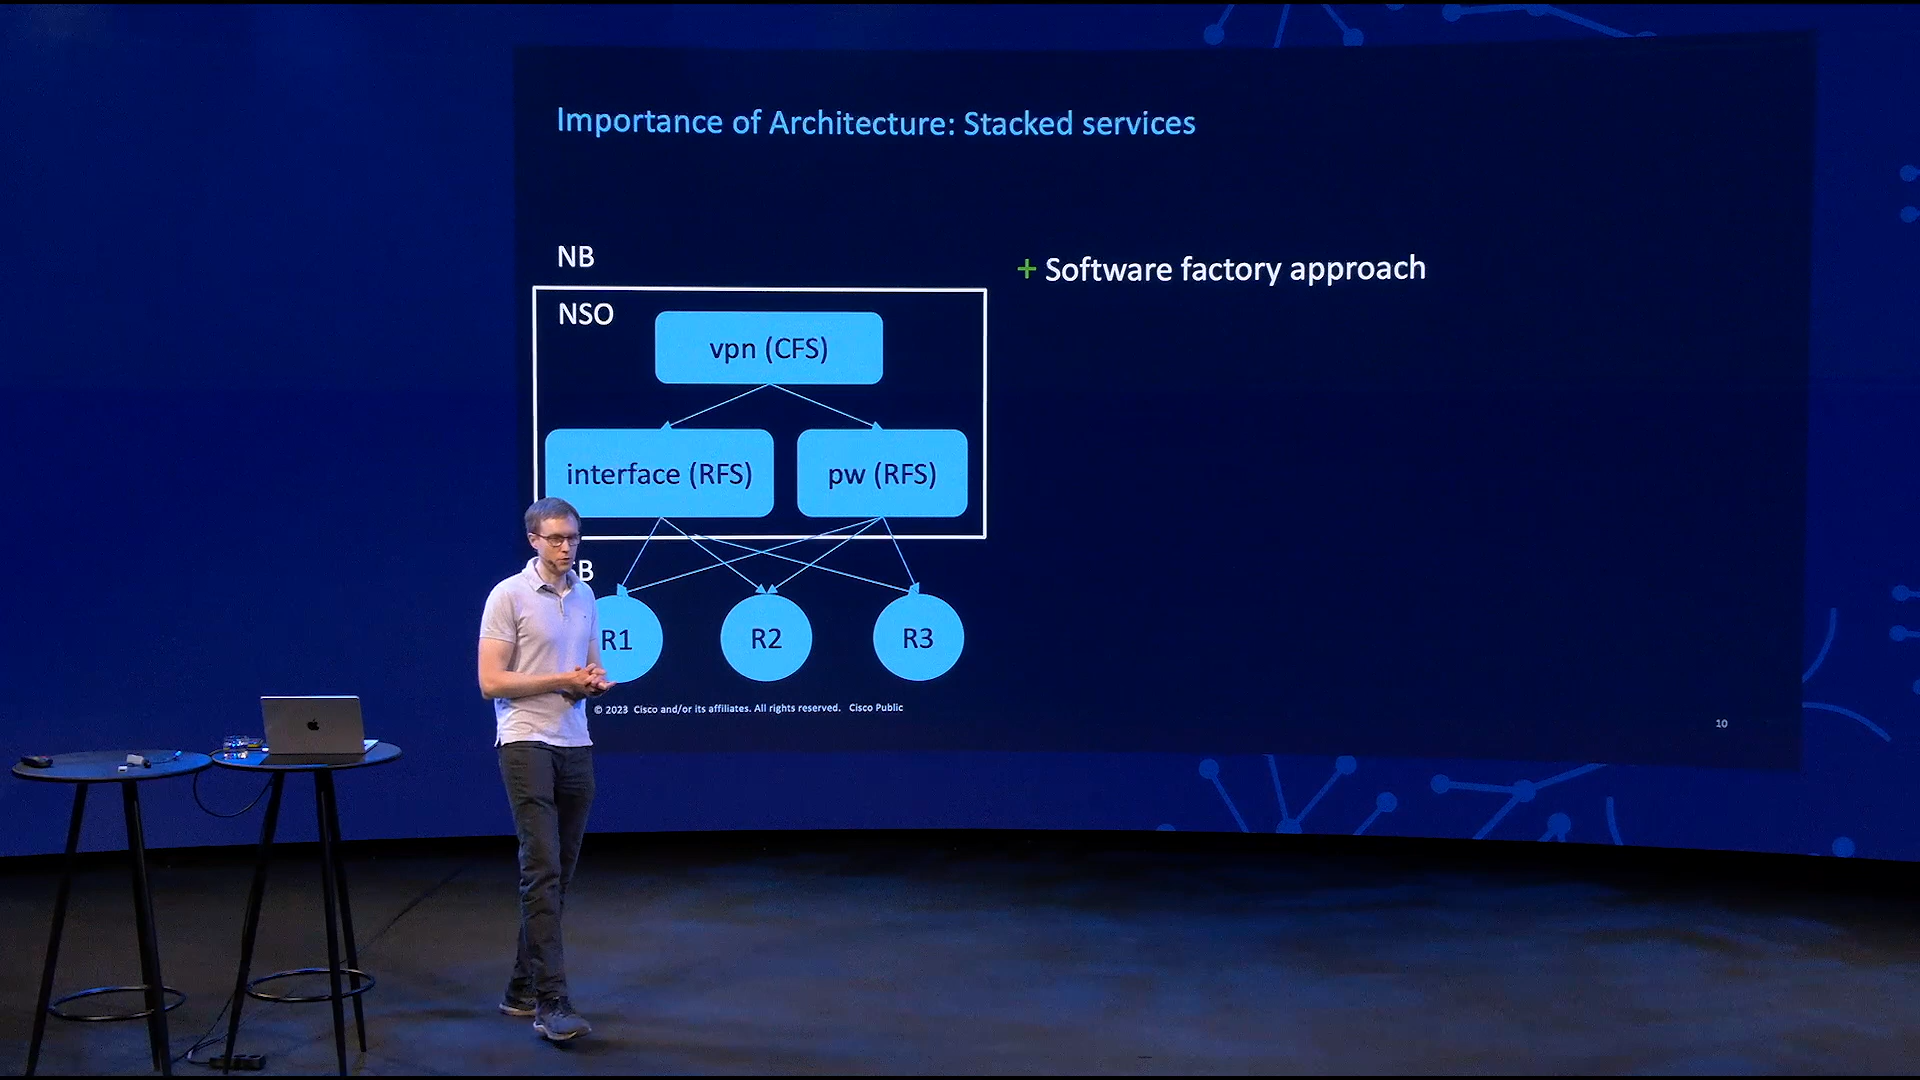 Importance of Architecture: Stacked services
NB
+ Software factory approach
NSO
vpn (CFS)
interface (RFS)
pw (RFS)
B
R1
R2
R3
© 2023 Cisco and/or its affiliates. All rights reserved. Cisco Public
10